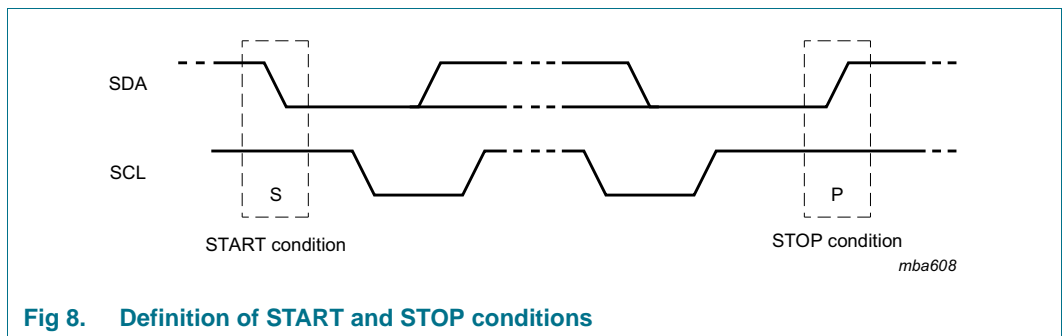 SDA
SCL
S
P
START condition
STOP condition
mba608
Fig 8. Definition of START and STOP conditions